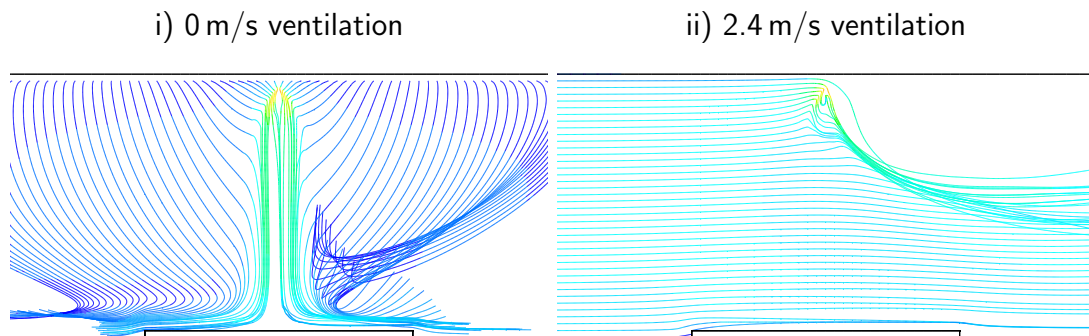 i) 0 m/s ventilation
ii) 2.4 m/s ventilation